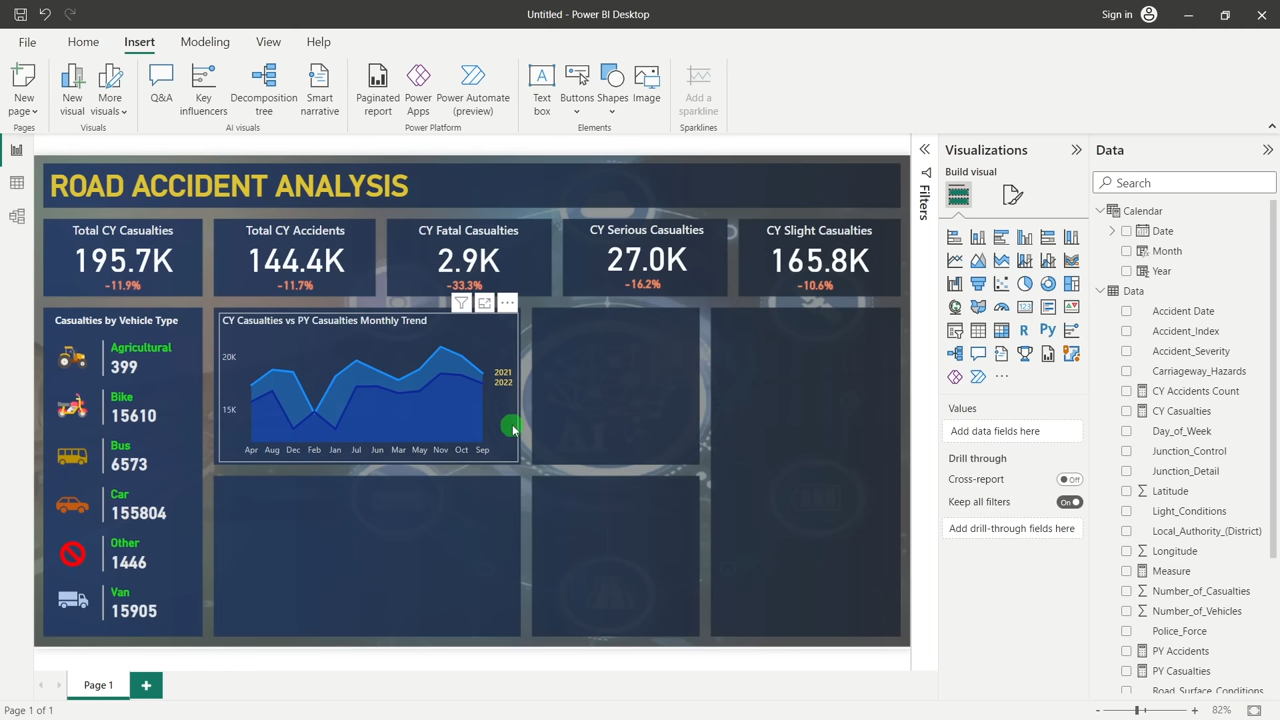 Untitled - Power BI Desktop
Sign in
File
Home
Insert
Modeling
View
Help
New
page
New
visual
More
visuals
Q&A
Key
influencers
Decomposition
tree
Smart
narrative
Paginated
report
Power
Apps
Power Automate
(preview)
Text
box
Buttons
Shapes
Image
Add a
sparkline
Pages
Visuals
AI visuals
Power Platform
Elements
Sparklines
ROAD ACCIDENT ANALYSIS
Total CY Casualties
195.7K
-11.9%
Total CY Accidents
144.4K
-11.7%
CY Fatal Casualties
2.9K
-33.3%
CY Serious Casualties
27.0K
-16.2%
CY Slight Casualties
165.8K
-10.6%
Casualties by Vehicle Type
Agricultural
399
Bike
15610
Bus
6573
Car
155804
Other
1446
Van
15905
CY Casualties vs PY Casualties Monthly Trend
20K
15K
2021
2022
Apr Aug Dec Feb Jan Jul Jun Mar May Nov Oct Sep
Filters
Visualizations
Build visual
R
Py
123
Values
Add data fields here
Drill through
Cross-report
Off
Keep all filters
On
Add drill-through fields here
Data
Search
Calendar
Date
Month
Year
Data
Accident Date
Accident_Index
Accident_Severity
Carriageway_Hazards
CY Accidents Count
CY Casualties
Day_of_Week
Junction_Control
Junction_Detail
Latitude
Light_Conditions
Local_Authority_(District)
Longitude
Measure
Number_of_Casualties
Number_of_Vehicles
Police_Force
PY Accidents
PY Casualties
Road_Surface_Conditions
Page 1
Page 1 of 1
82%